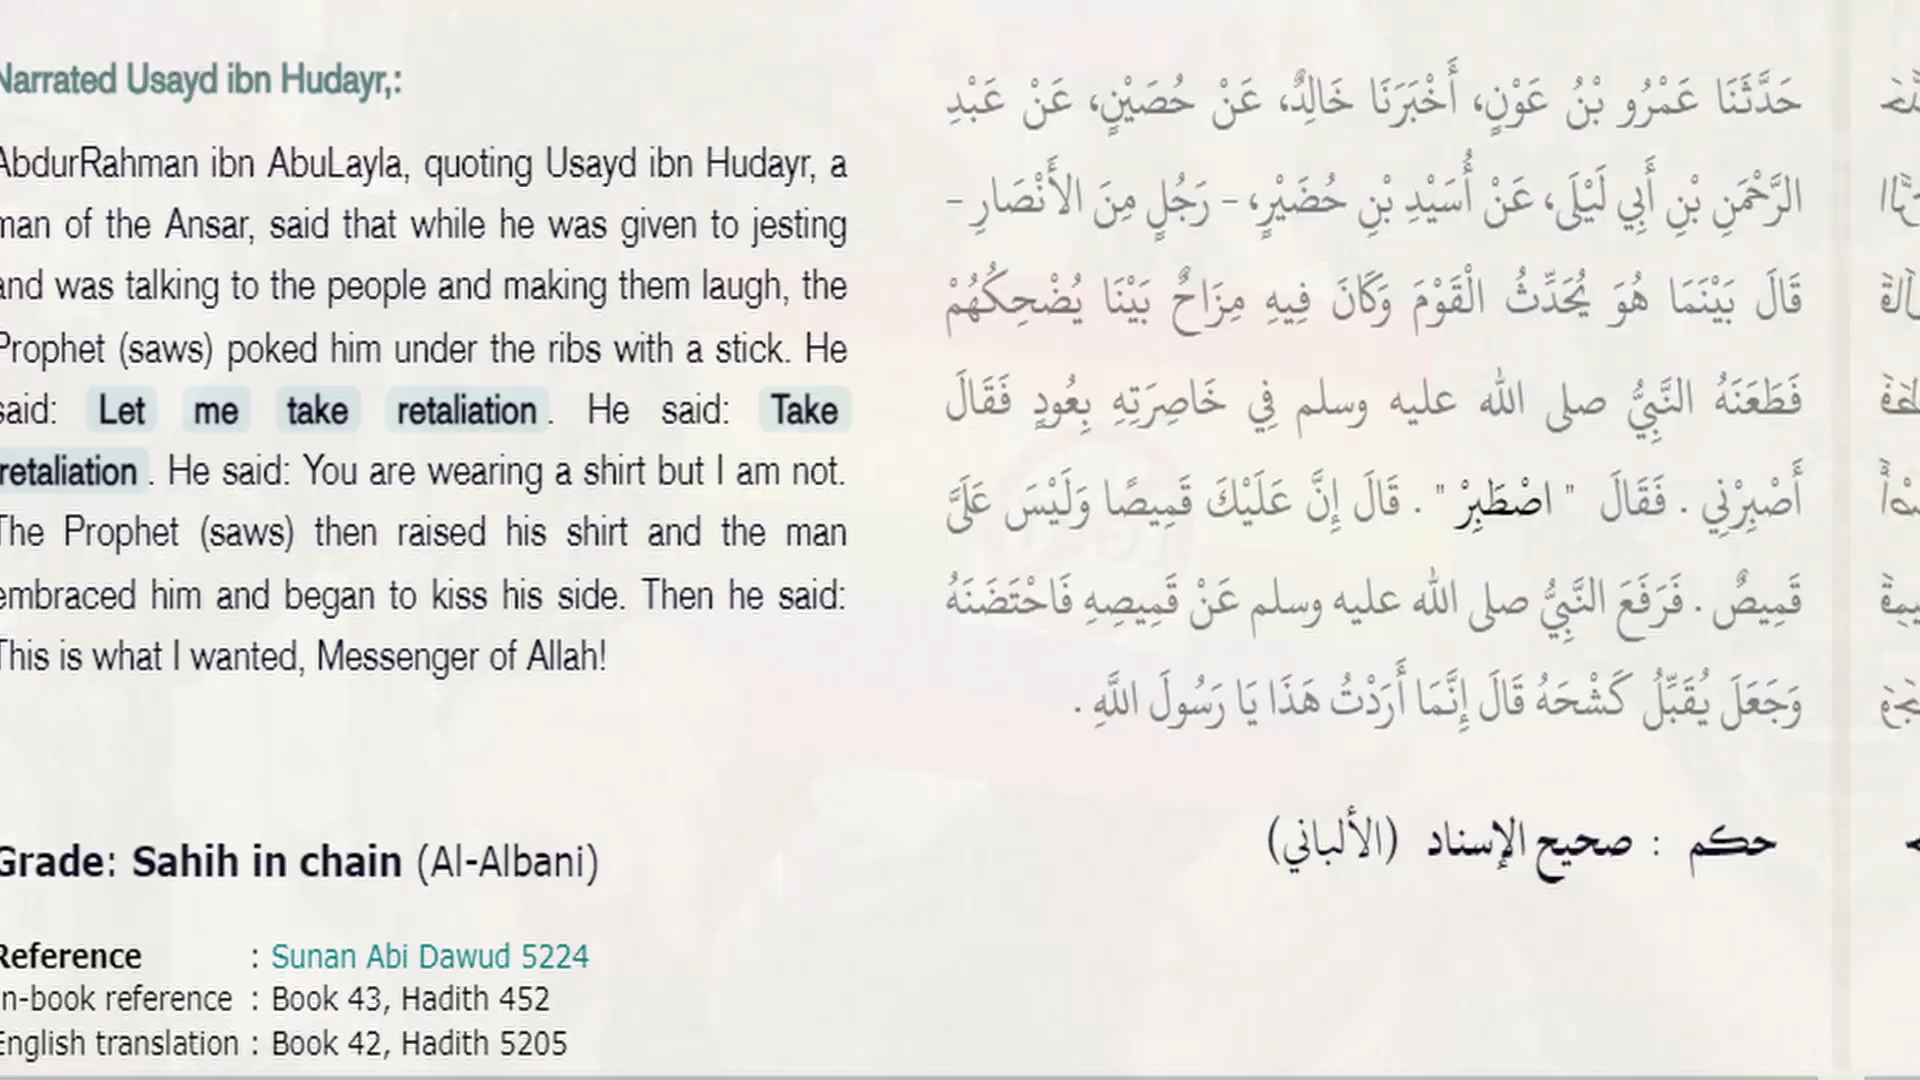 Narrated Usayd ibn Hudayr,:
AbdurRahman ibn AbuLayla, quoting Usayd ibn Hudayr, a
man of the Ansar, said that while he was given to jesting
and was talking to the people and making them laugh, the
Prophet (saws) poked him under the ribs with a stick. He
said: Let me take retaliation. He said: Take
retaliation. He said: You are wearing a shirt but I am not.
The Prophet (saws) then raised his shirt and the man
embraced him and began to kiss his side. Then he said:
This is what I wanted, Messenger of Allah!
Grade: Sahih in chain (Al-Albani)
Reference : Sunan Abi Dawud 5224
In-book reference : Book 43, Hadith 452
English translation : Book 42, Hadith 5205
حَدَّثَنَا عَمْرُو بْنُ عَوْنٍ، أَخْبَرَنَا خَالِدٌ، عَنْ حُصَيْنٍ، عَنْ عَبْدِ
الرَّحْمَنِ بْنِ أَبِي لَيْلَى، عَنْ أُسَيْدِ بْنِ حُضَيْرٍ، - رَجُلٍ مِنَ الأَنْصَارِ -
قَالَ بَيْنَمَا هُوَ يُحَدِّثُ الْقَوْمَ وَكَانَ فِيهِ مِزَاحٌ بَيْنَا يُضْحِكُهُمْ
فَطَعَنَهُ النَّبِيُّ صلى الله عليه وسلم فِي خَاصِرَتِهِ بِعُودٍ فَقَالَ
أَصْبِرْنِي . فَقَالَ " اصْطَبِرْ " . قَالَ إِنَّ عَلَيْكَ قَمِيصًا وَلَيْسَ عَلَىَّ
قَمِيصٌ . فَرَفَعَ النَّبِيُّ صلى الله عليه وسلم عَنْ قَمِيصِهِ فَاحْتَضَنَهُ
وَجَعَلَ يُقَبِّلُ كَشْحَهُ قَالَ إِنَّمَا أَرَدْتُ هَذَا يَا رَسُولَ اللَّهِ .
حكم : صحيح الإسناد (الألباني)